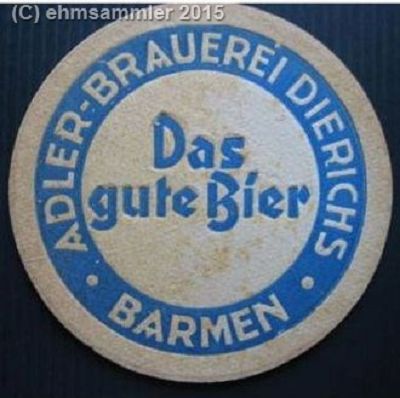 (C) ehmsammler 2015
ADLER-BRAUEREI DIERICHS
Das
gute Bier
· BARMEN ·